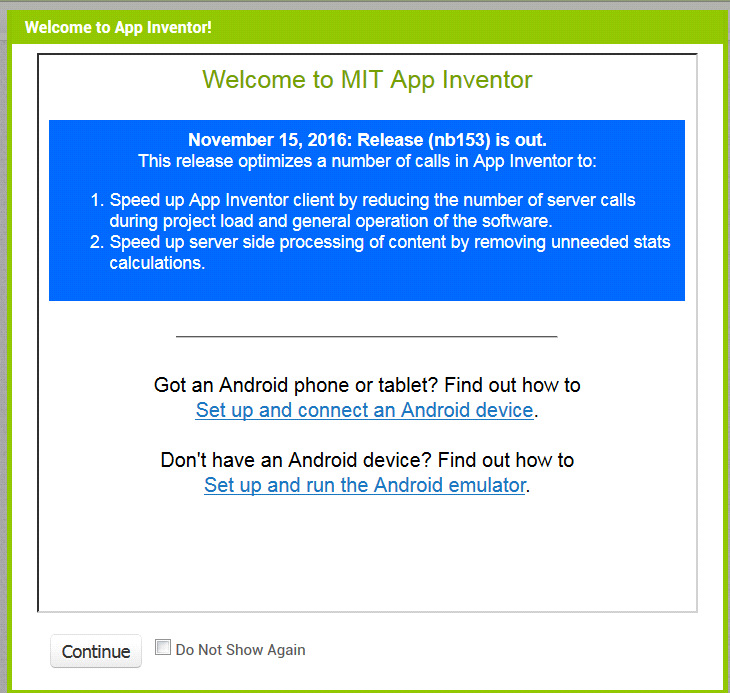 Welcome to App Inventor!
Welcome to MIT App Inventor
November 15, 2016: Release (nb153) is out.
This release optimizes a number of calls in App Inventor to:
1. Speed up App Inventor client by reducing the number of server calls
during project load and general operation of the software.
2. Speed up server side processing of content by removing unneeded stats
calculations.
Got an Android phone or tablet? Find out how to
Set up and connect an Android device.
Don't have an Android device? Find out how to
Set up and run the Android emulator.
Continue Do Not Show Again